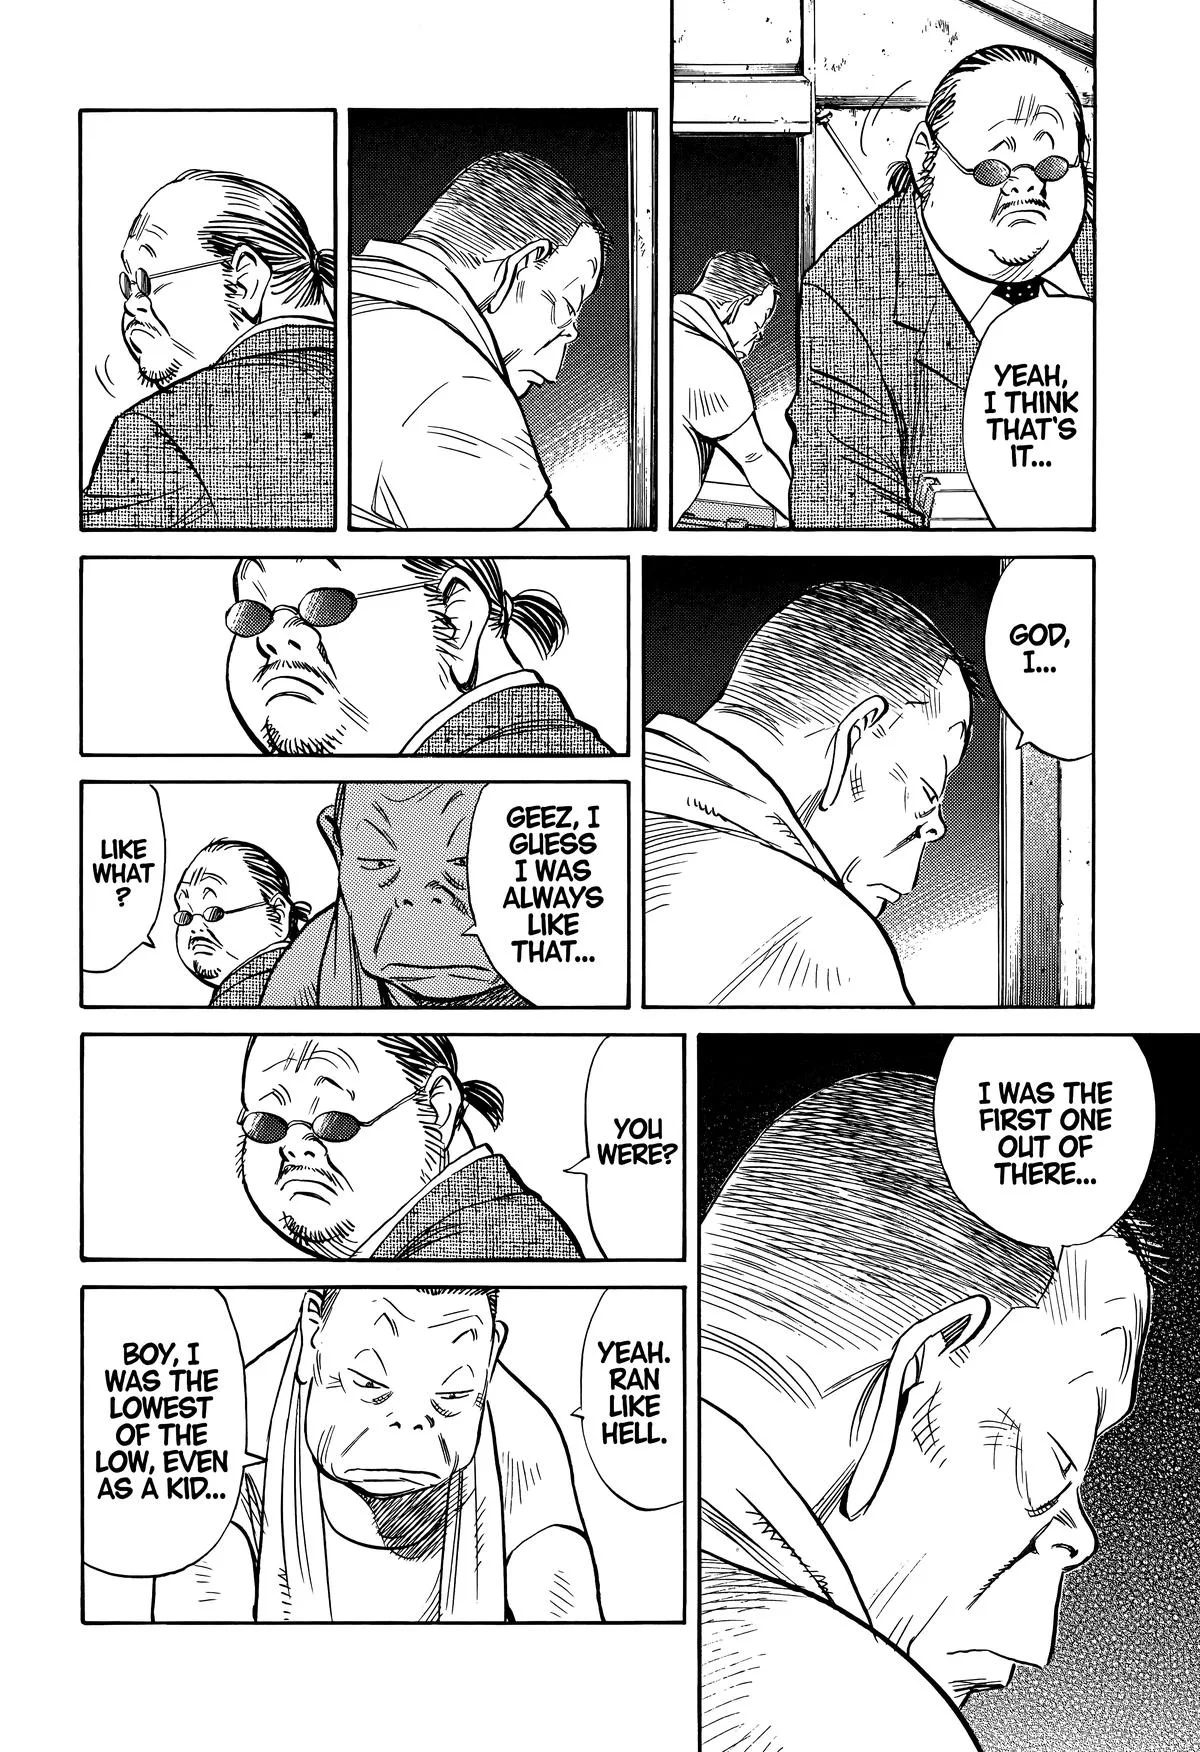 YEAH,
I THINK
THAT'S
IT...
GOD,
I...
GEEZ, I
GUESS
I WAS
ALWAYS
LIKE
THAT...
LIKE
WHAT
?
I WAS THE
FIRST ONE
OUT OF
THERE...
YOU
WERE?
YEAH.
RAN
LIKE
HELL.
BOY, I
WAS THE
LOWEST
OF THE
LOW, EVEN
AS A KID...